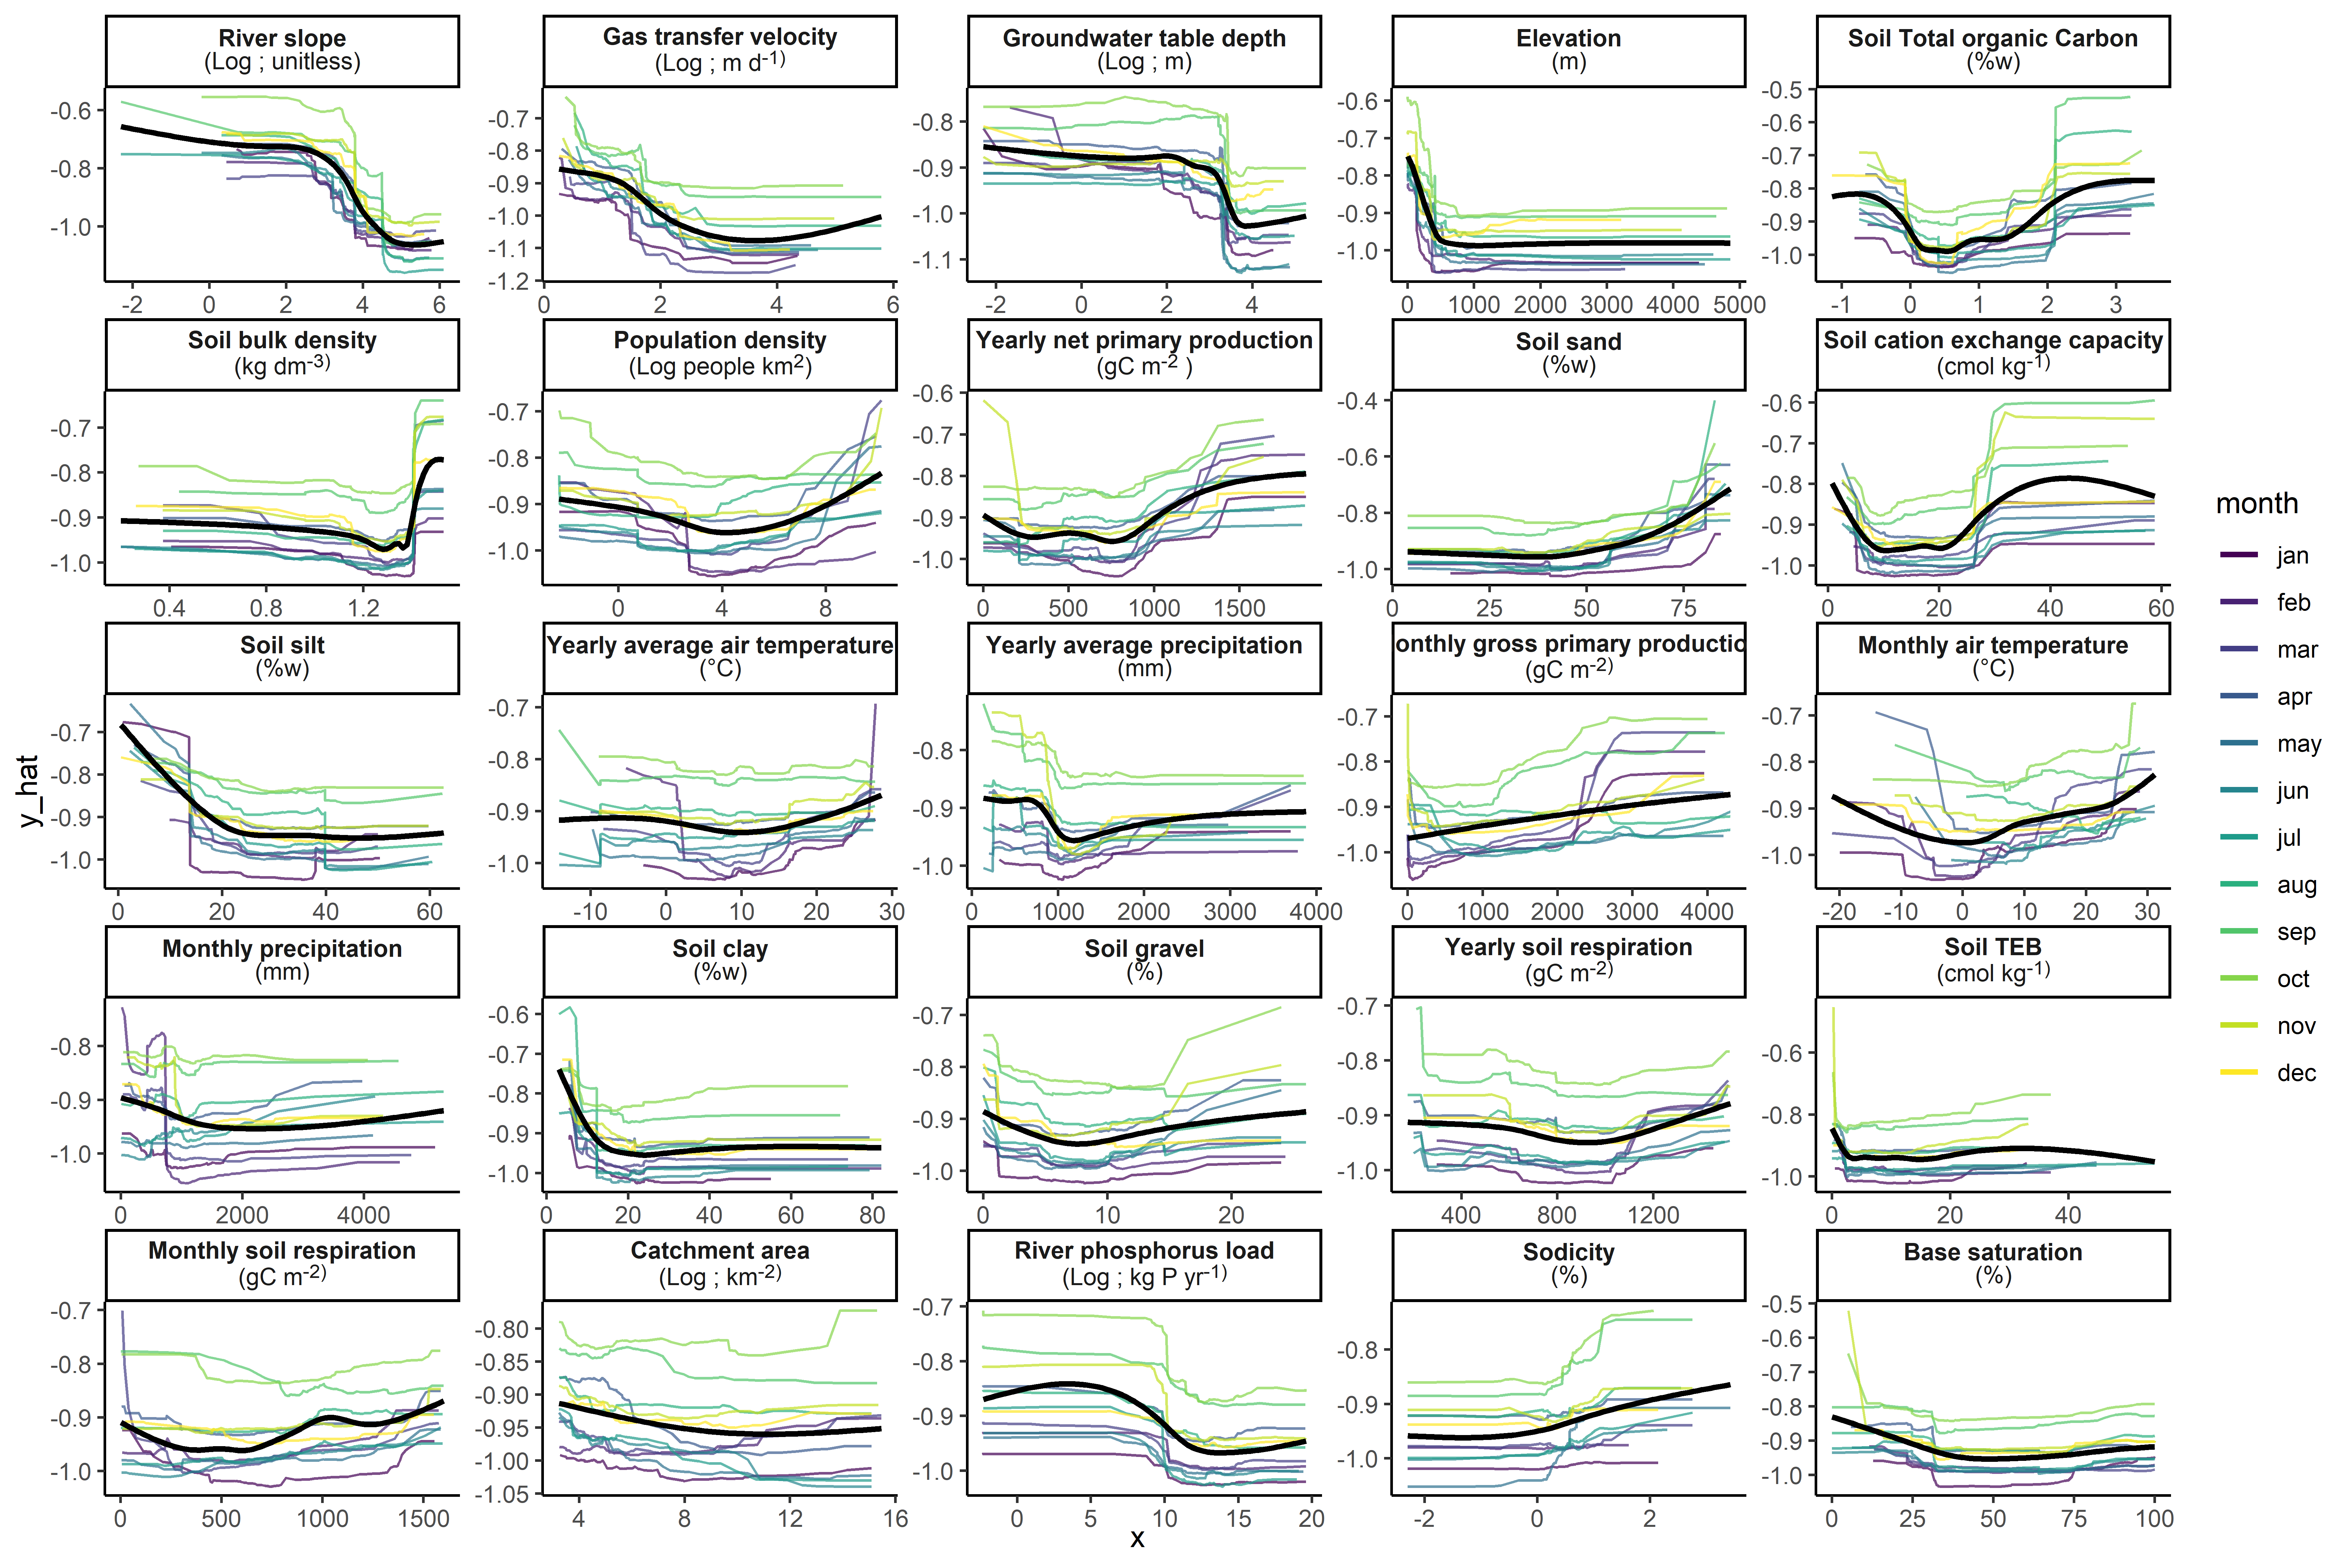 River slope
(Log ; unitless)
Gas transfer velocity
(Log ; m d-1)
Groundwater table depth
(Log ; m)
Elevation
(m)
Soil Total organic Carbon
(%w)
-0.6
-0.8
-1.0
-2 0 2 4 6
-0.7
-0.8
-0.9
-1.0
-1.1
-1.2
0 2 4 6
-0.8
-0.9
-1.0
-1.1
-2 0 2 4
-0.6
-0.7
-0.8
-0.9
-1.0
0 1000 2000 3000 4000 5000
-0.5
-0.6
-0.7
-0.8
-0.9
-1.0
-1 0 1 2 3
Soil bulk density
(kg dm-3)
Population density
(Log people km2)
Yearly net primary production
(gC m-2 )
Soil sand
(%w)
Soil cation exchange capacity
(cmol kg-1)
-0.7
-0.8
-0.9
-1.0
0.4 0.8 1.2
-0.7
-0.8
-0.9
-1.0
0 4 8
-0.6
-0.7
-0.8
-0.9
-1.0
0 500 1000 1500
-0.4
-0.6
-0.8
-1.0
0 25 50 75
-0.6
-0.7
-0.8
-0.9
-1.0
0 20 40 60
Soil silt
(%w)
Yearly average air temperature
(°C)
Yearly average precipitation
(mm)
onthly gross primary productio
(gC m-2)
Monthly air temperature
(°C)
-0.7
-0.8
-0.9
-1.0
0 20 40 60
-0.7
-0.8
-0.9
-1.0
-10 0 10 20 30
-0.8
-0.9
-1.0
0 1000 2000 3000 4000
-0.7
-0.8
-0.9
-1.0
0 1000 2000 3000 4000
-0.7
-0.8
-0.9
-1.0
-20 -10 0 10 20 30
Monthly precipitation
(mm)
Soil clay
(%w)
Soil gravel
(%)
Yearly soil respiration
(gC m-2)
Soil TEB
(cmol kg-1)
-0.8
-0.9
-1.0
0 2000 4000
-0.6
-0.7
-0.8
-0.9
-1.0
0 20 40 60 80
-0.7
-0.8
-0.9
-1.0
0 10 20
-0.7
-0.8
-0.9
-1.0
400 800 1200
-0.6
-0.8
-1.0
0 20 40
Monthly soil respiration
(gC m-2)
Catchment area
(Log ; km-2)
River phosphorus load
(Log ; kg P yr-1)
Sodicity
(%)
Base saturation
(%)
-0.7
-0.8
-0.9
-1.0
0 500 1000 1500
-0.80
-0.85
-0.90
-0.95
-1.00
-1.05
4 8 12 16
-0.7
-0.8
-0.9
-1.0
0 5 10 15 20
-0.8
-0.9
-1.0
-2 0 2
-0.5
-0.6
-0.7
-0.8
-0.9
-1.0
0 25 50 75 100
y_hat
x
month
jan
feb
mar
apr
may
jun
jul
aug
sep
oct
nov
dec